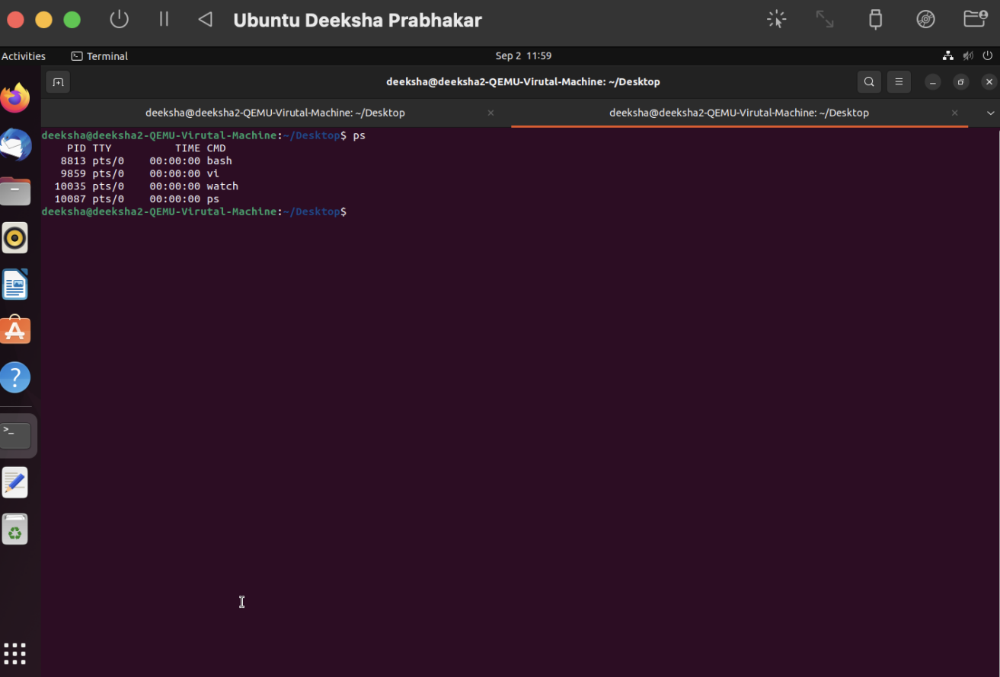 Ubuntu Deeksha Prabhakar
Activities Terminal Sep 2 11:59
deeksha@deeksha2-QEMU-Virutal-Machine: ~/Desktop
deeksha@deeksha2-QEMU-Virutal-Machine: ~/Desktop deeksha@deeksha2-QEMU-Virutal-Machine: ~/Desktop
deeksha@deeksha2-QEMU-Virutal-Machine:~/Desktop$ ps
PID TTY TIME CMD
8813 pts/0 00:00:00 bash
9859 pts/0 00:00:00 vi
10035 pts/0 00:00:00 watch
10087 pts/0 00:00:00 ps
deeksha@deeksha2-QEMU-Virutal-Machine:~/Desktop$